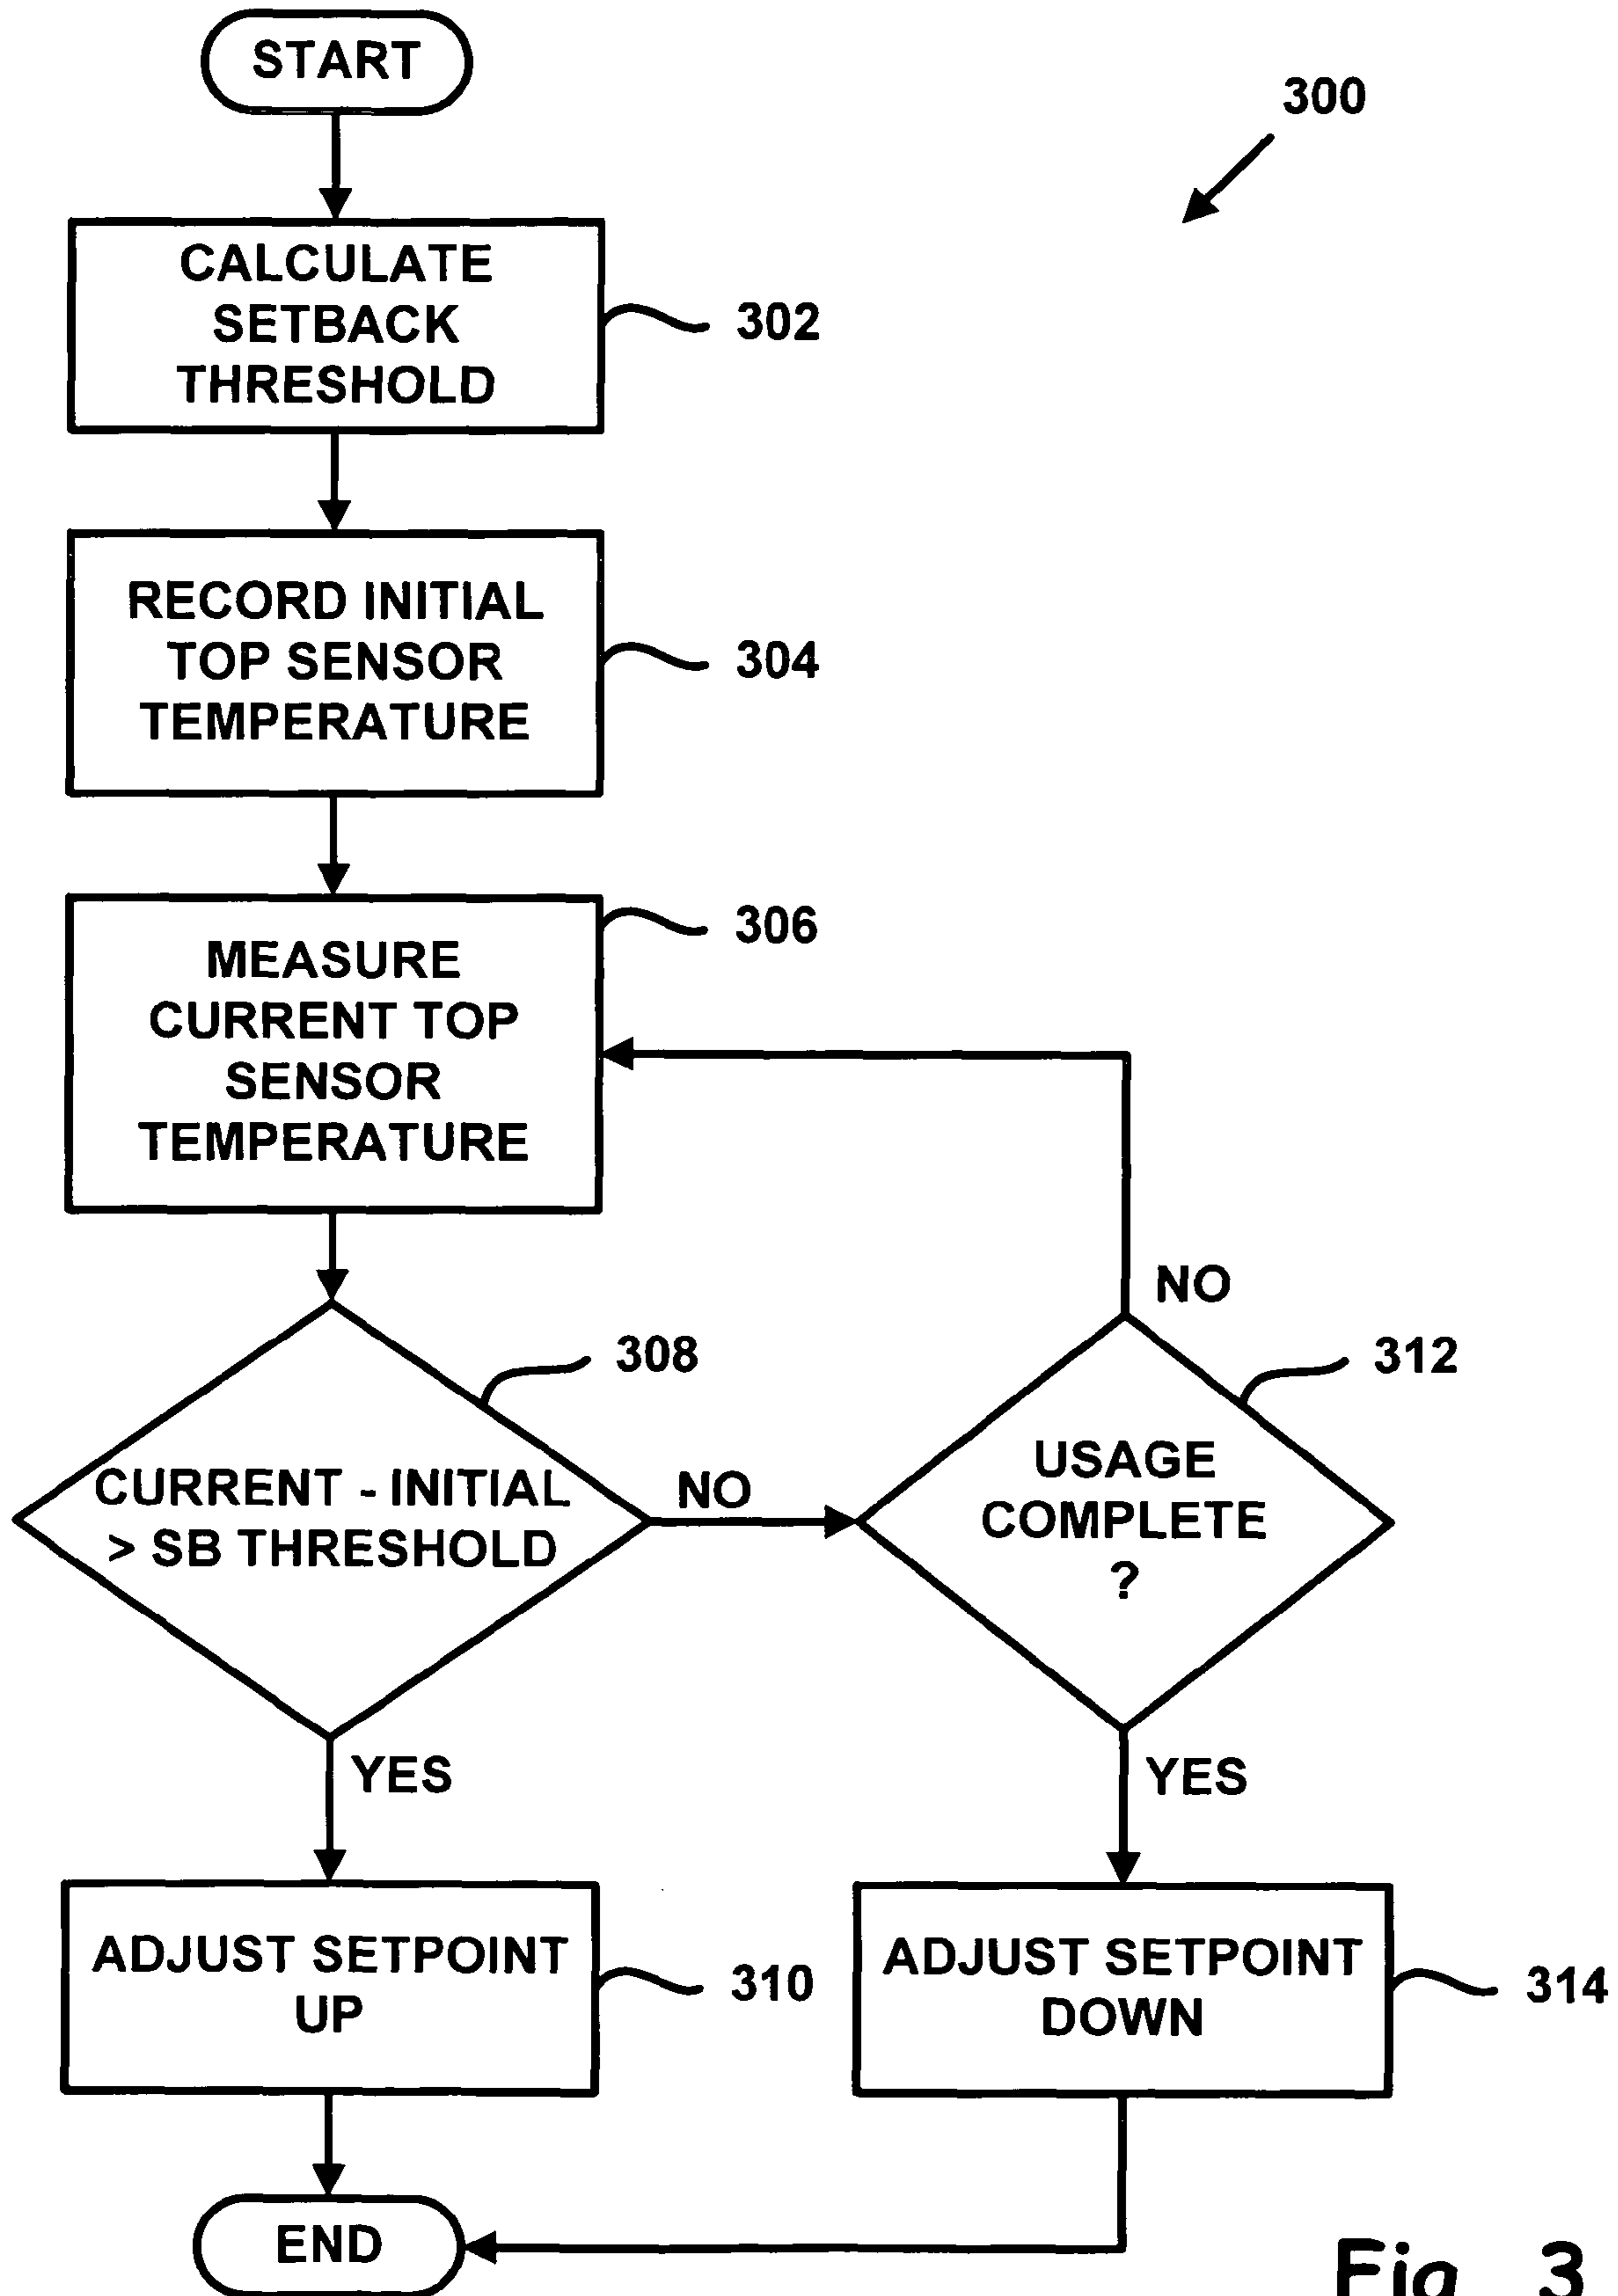 START
300
CALCULATE
SETBACK
THRESHOLD
302
RECORD INITIAL
TOP SENSOR
TEMPERATURE
304
306
MEASURE
CURRENT TOP
SENSOR
TEMPERATURE
NO
308
312
CURRENT - INITIAL
> SB THRESHOLD
NO
USAGE
COMPLETE
?
YES
YES
ADJUST SETPOINT
UP
310
ADJUST SETPOINT
DOWN
314
END
Fig. 3